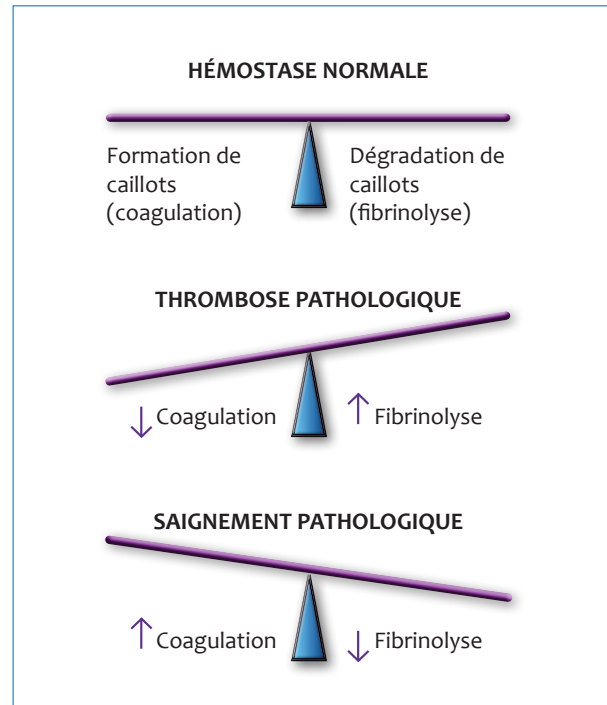 HÉMOSTASE NORMALE
Formation de
caillots
(coagulation)
Dégradation de
caillots
(fibrinolyse)
THROMBOSE PATHOLOGIQUE
↓ Coagulation
↑ Fibrinolyse
SAIGNEMENT PATHOLOGIQUE
↑ Coagulation
↓ Fibrinolyse